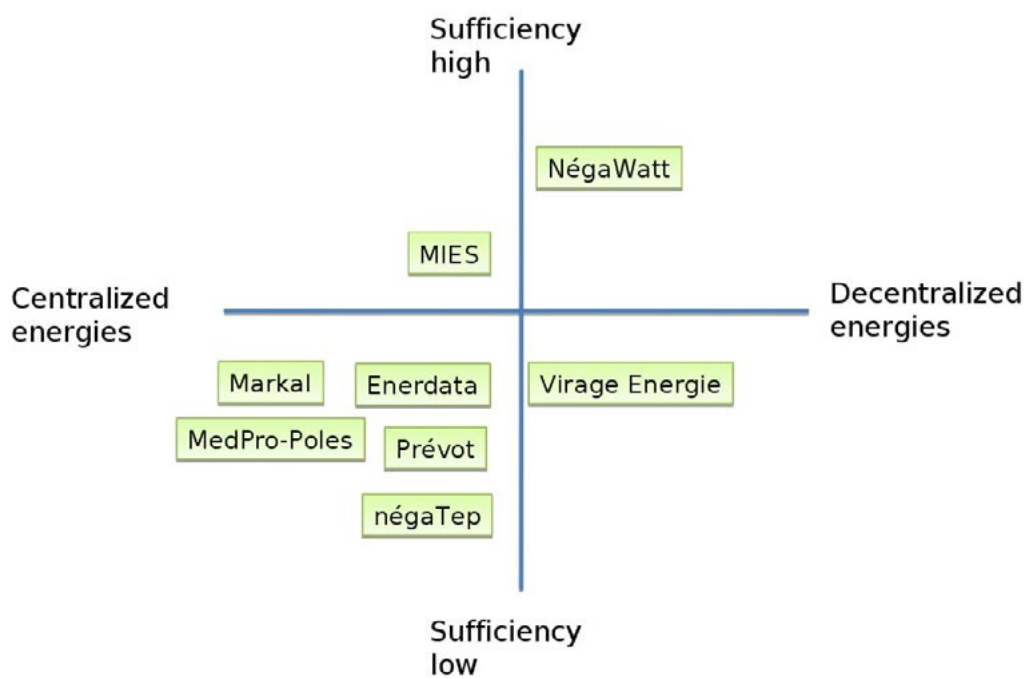 Sufficiency
high
NégaWatt
MIES
Centralized
energies
Decentralized
energies
Markal
Enerdata
Virage Energie
MedPro-Poles
Prévot
négaTep
Sufficiency
low